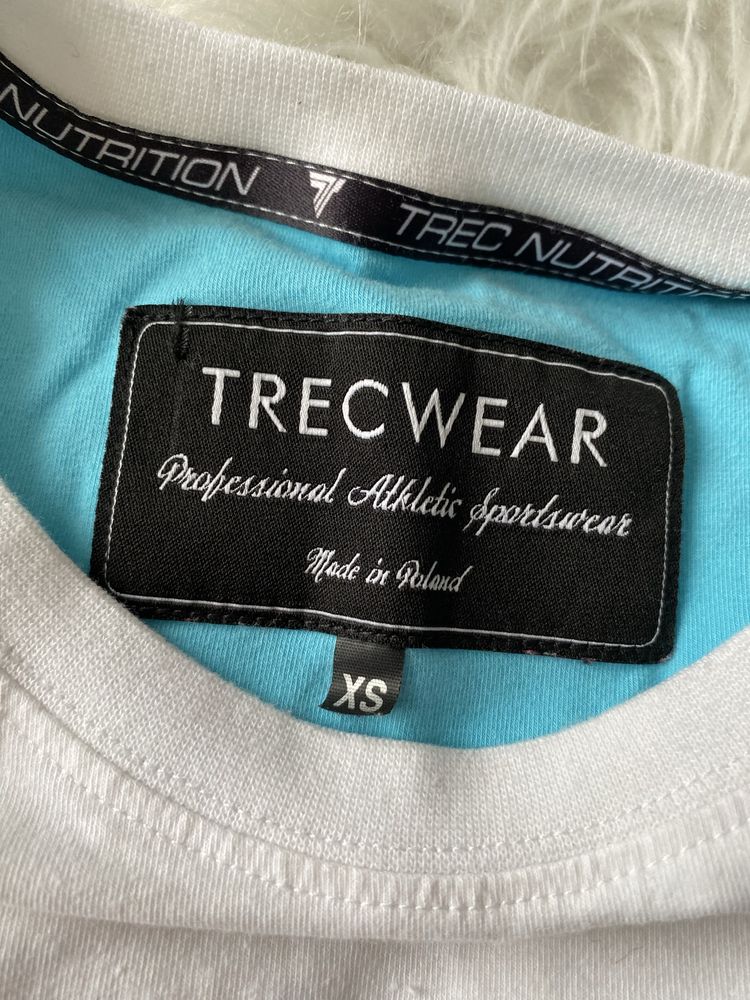 NUTRITION TREC NUTRITION
TRECWEAR
Professional Athletic Sportswear
Made in Poland
XS